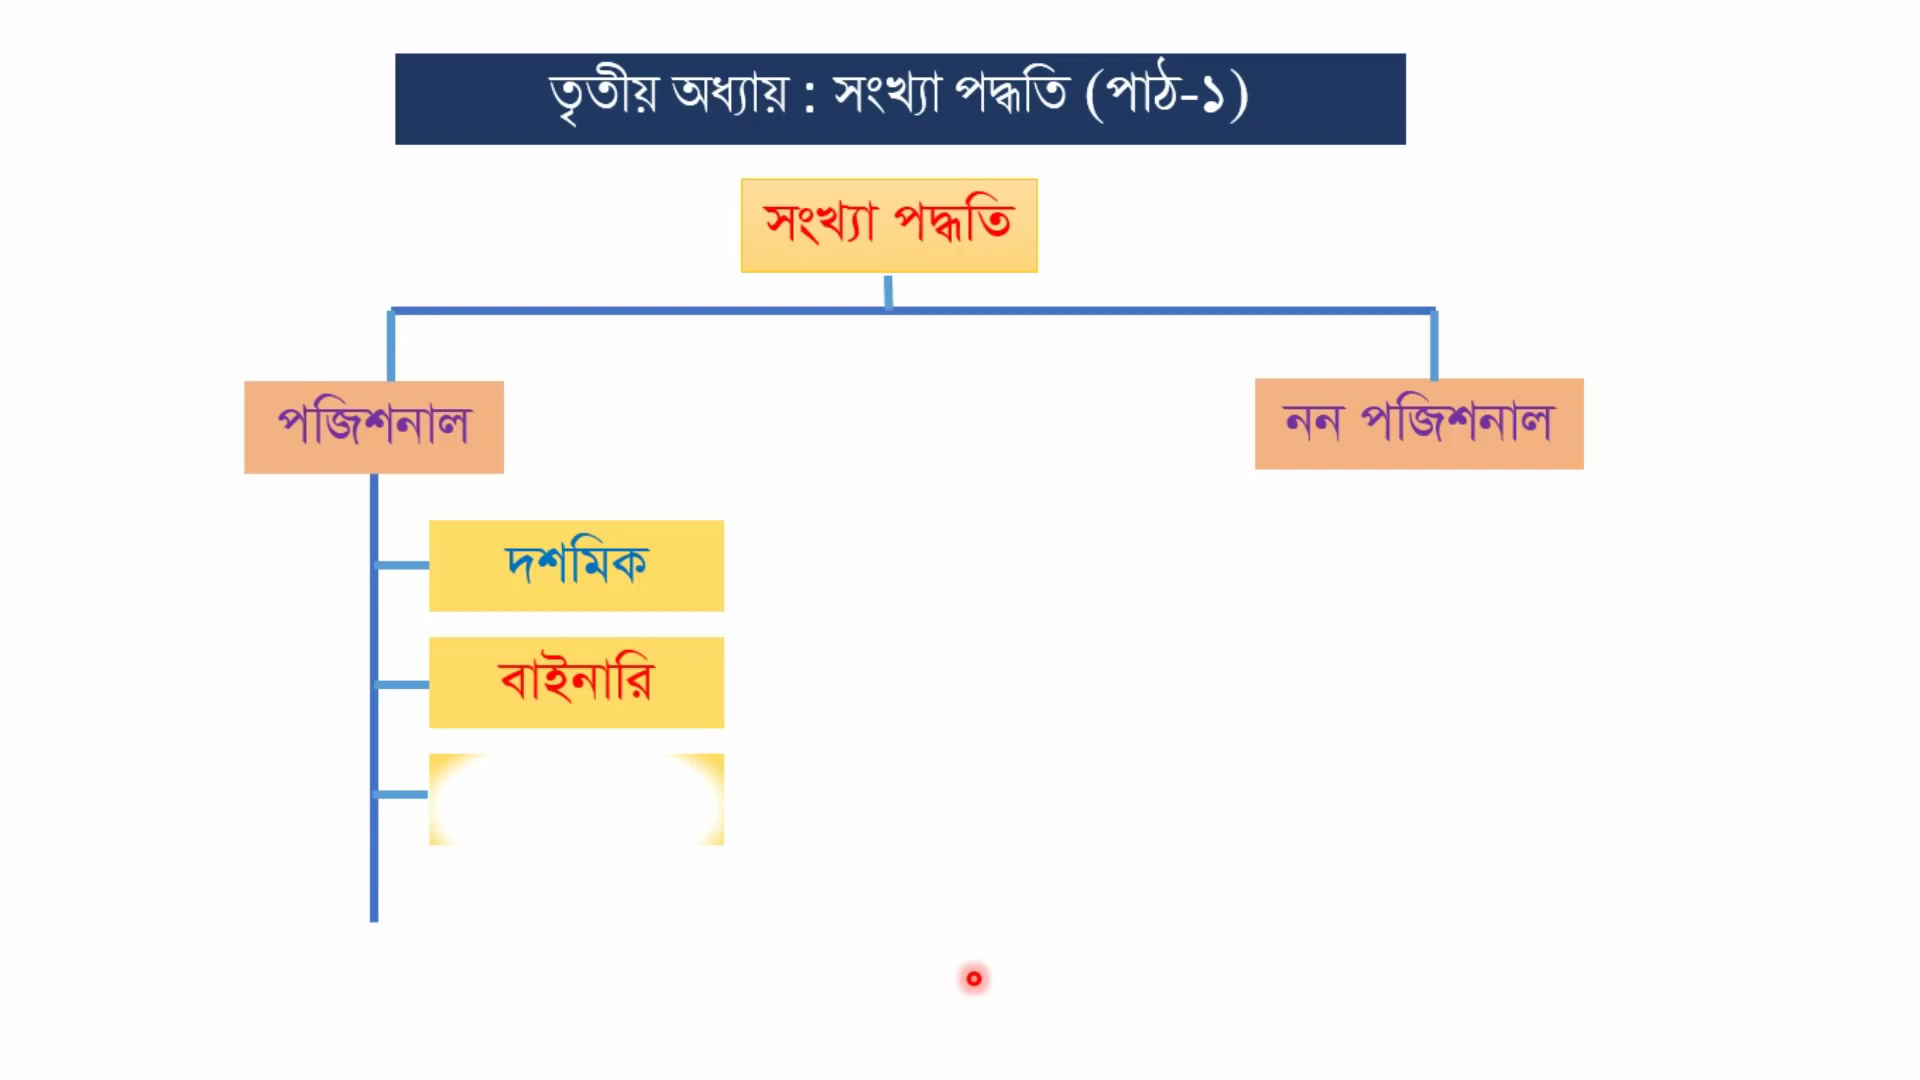 তৃতীয় অধ্যায় : সংখ্যা পদ্ধতি (পাঠ-১)
সংখ্যা পদ্ধতি
পজিশনাল
নন পজিশনাল
দশমিক
বাইনারি